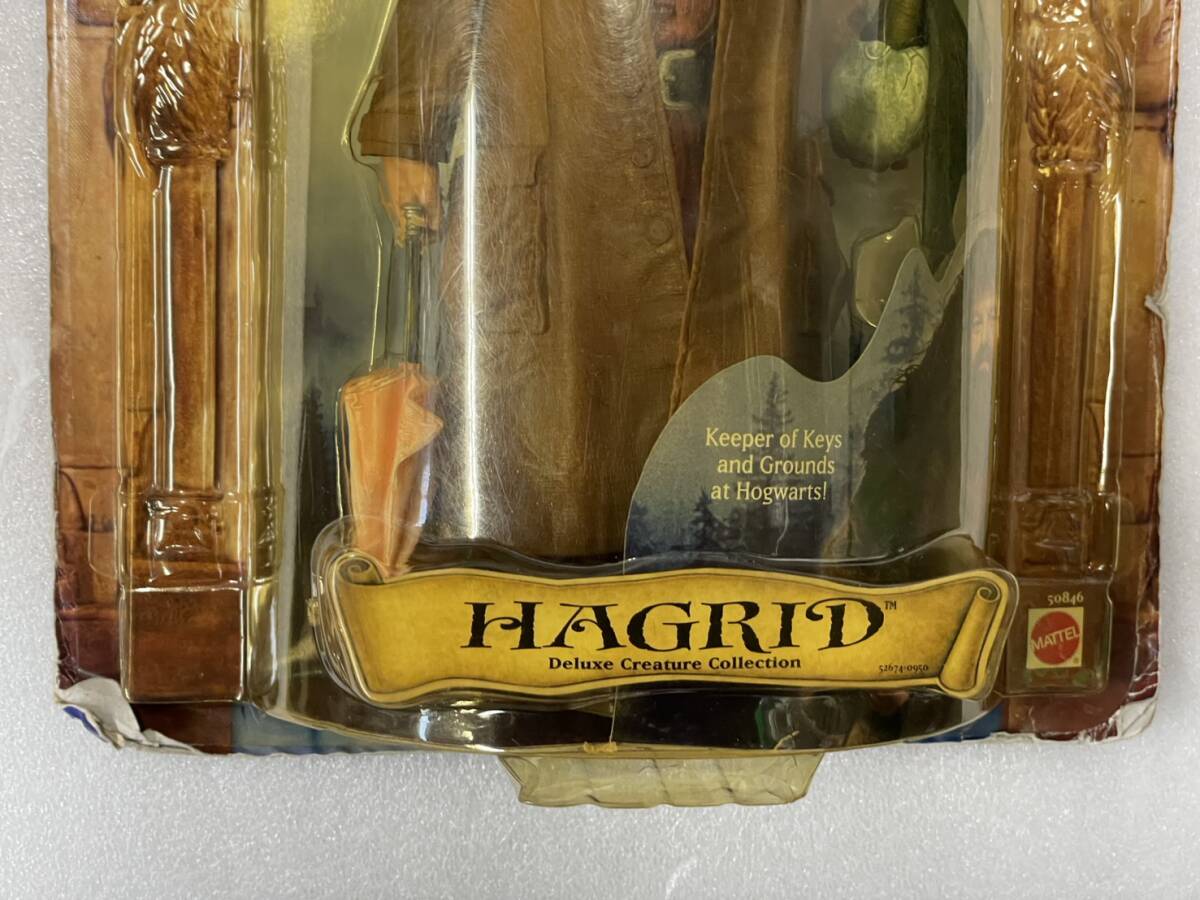 Keeper of Keys
and Grounds
at Hogwarts!
HAGRID™
Deluxe Creature Collection
52674-0950
50846
MATTEL
®